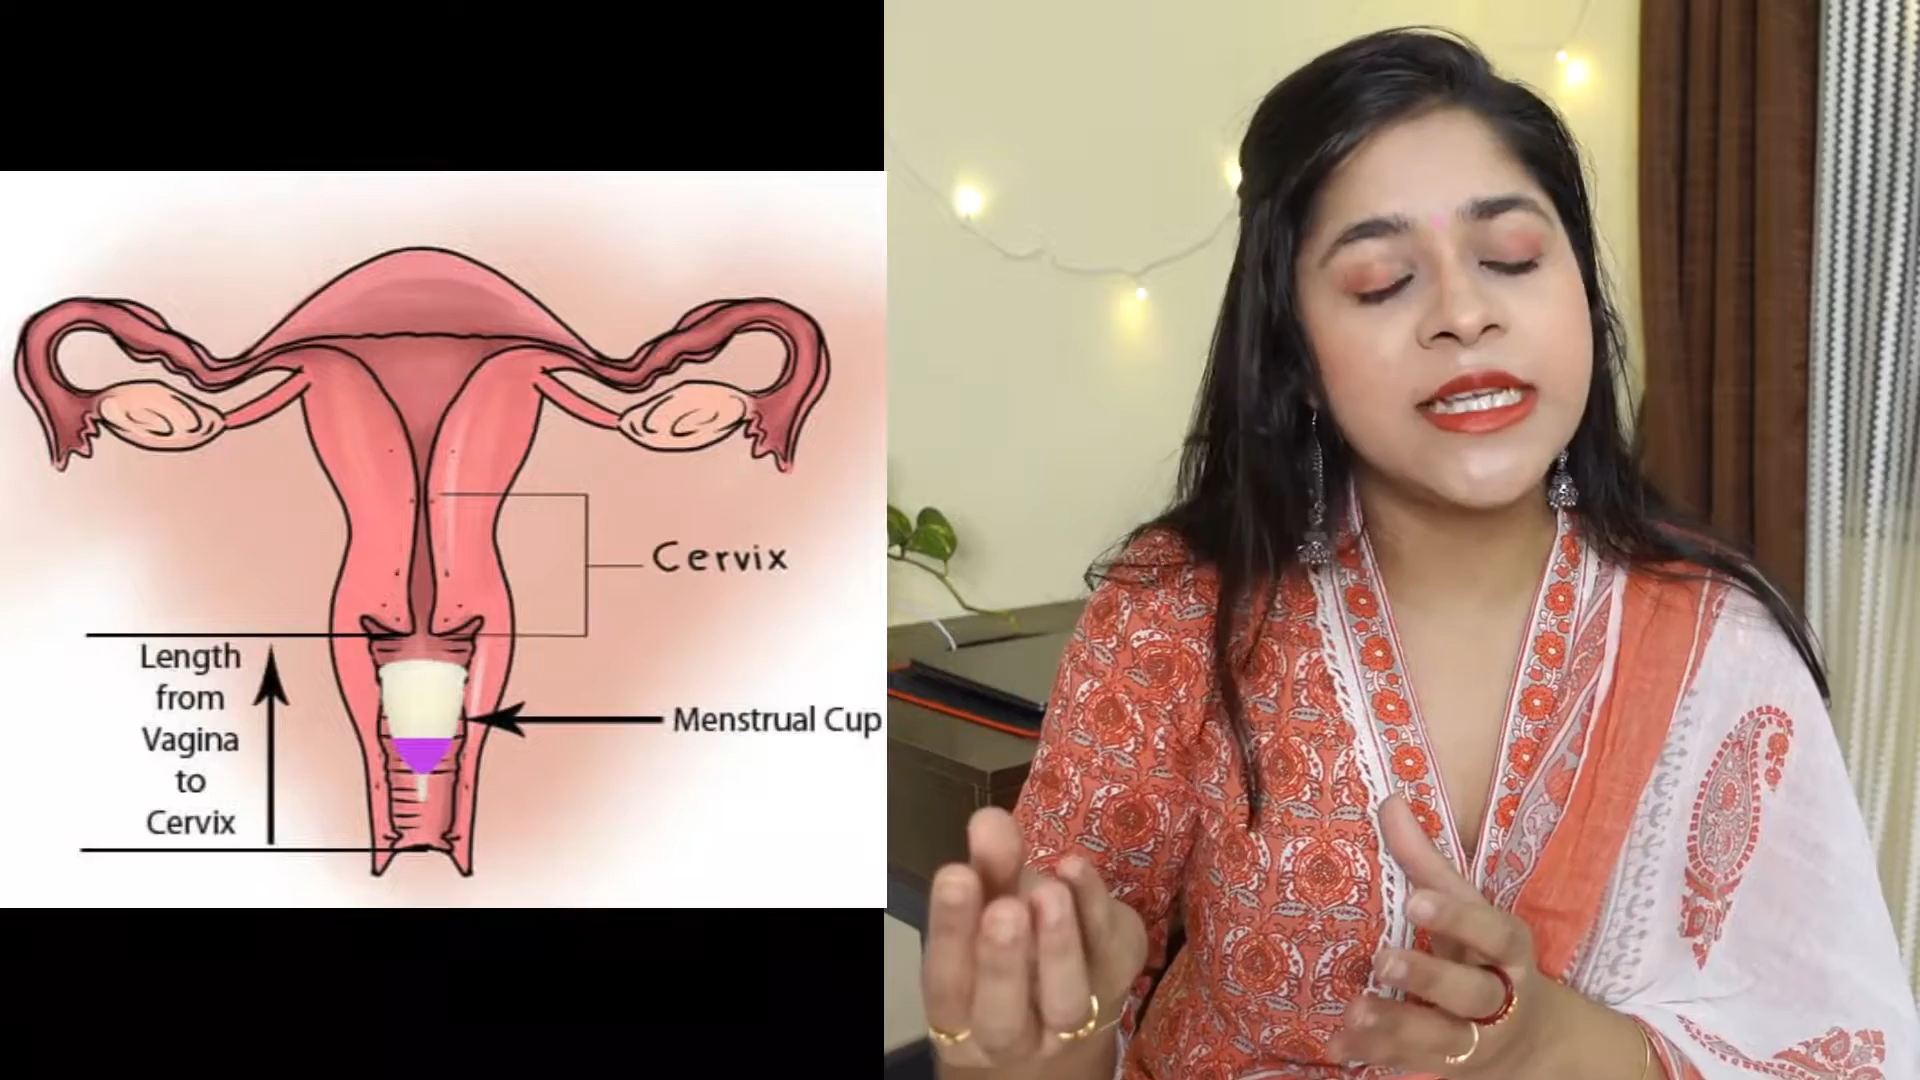 Cervix
Length
from
Vagina
to
Cervix
Menstrual Cup